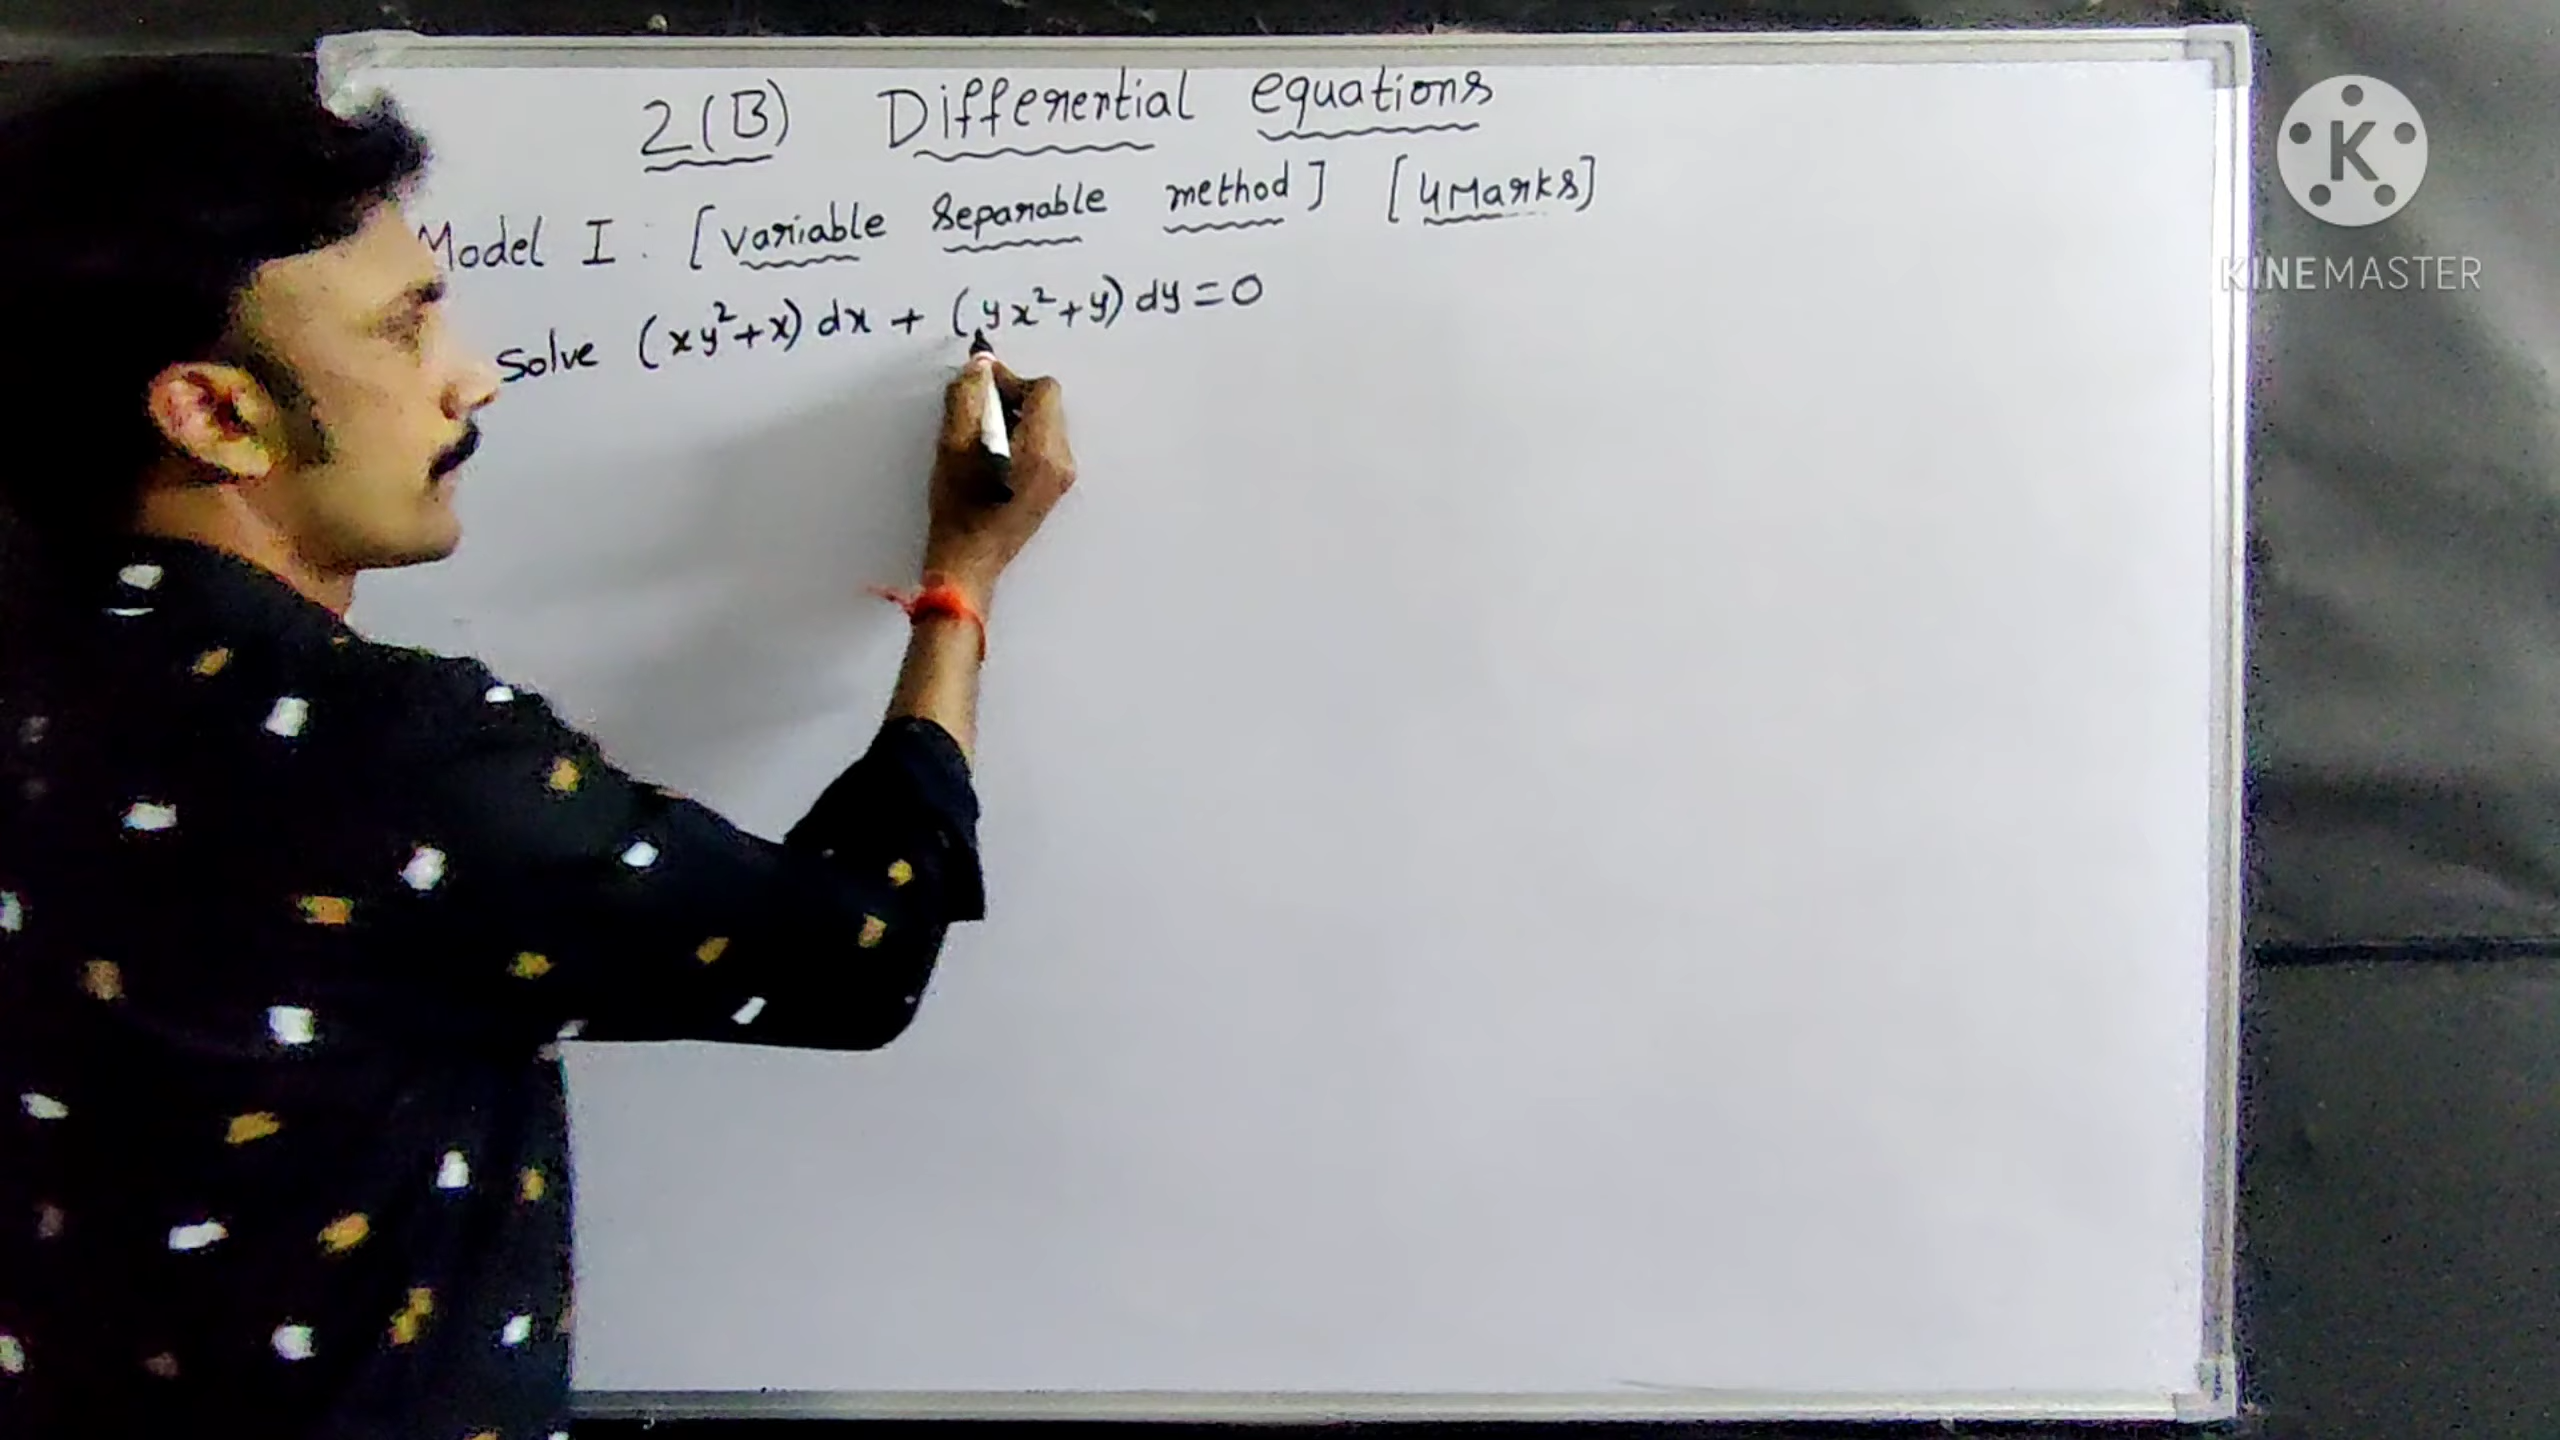 2(B) Differential equations
Model I : [variable separable method] [4Marks]
Solve (xy²+x) dx + (yx²+y) dy = 0
K
KINEMASTER